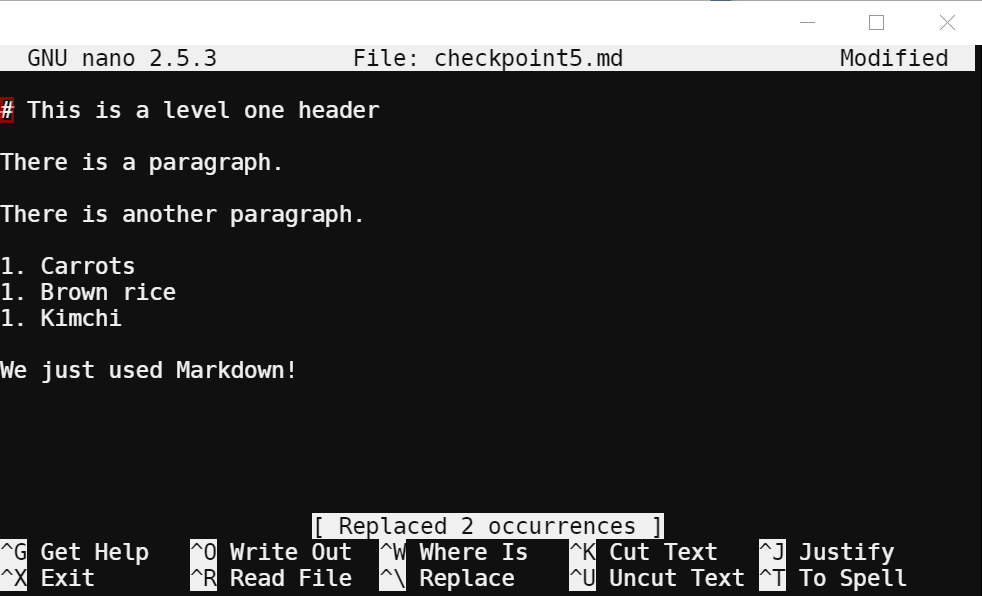 GNU nano 2.5.3 File: checkpoint5.md Modified
# This is a level one header
There is a paragraph.
There is another paragraph.
1. Carrots
1. Brown rice
1. Kimchi
We just used Markdown!
[ Replaced 2 occurrences ]
^G Get Help ^O Write Out ^W Where Is ^K Cut Text ^J Justify
^X Exit ^R Read File ^\ Replace ^U Uncut Text ^T To Spell